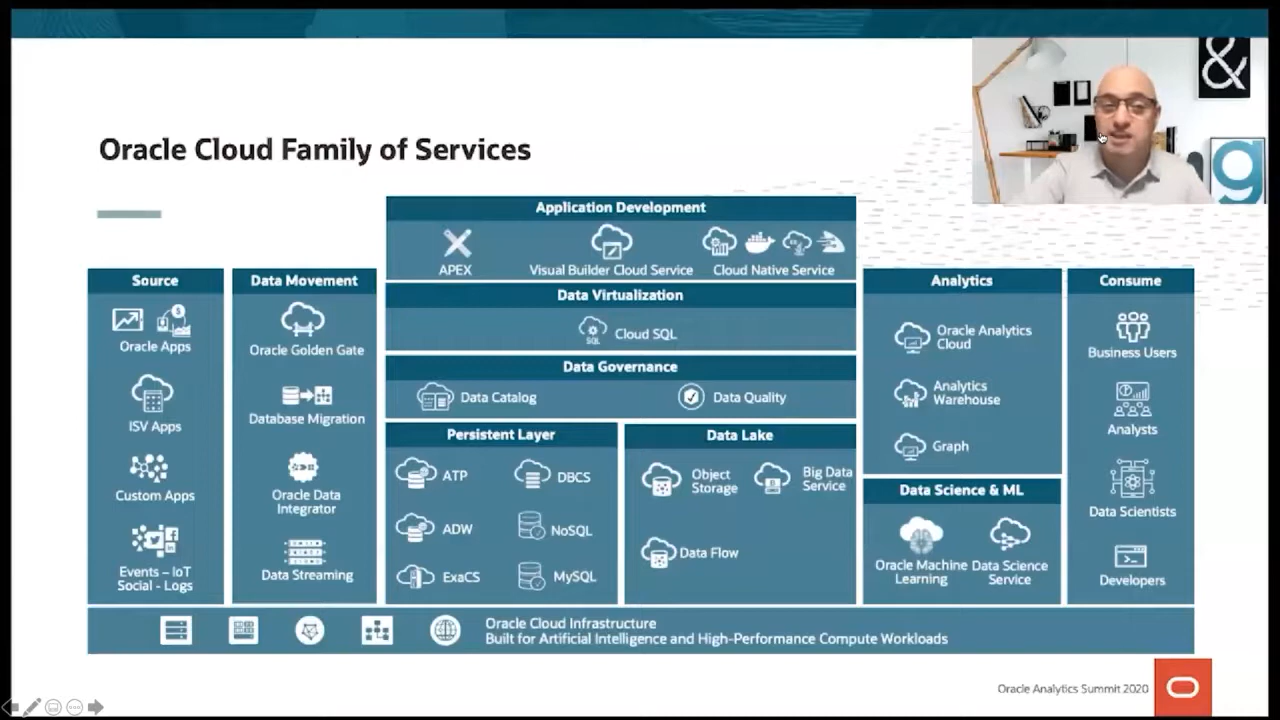 &
g
Oracle Cloud Family of Services
Application Development
APEX
Visual Builder Cloud Service
Cloud Native Service
Source
Oracle Apps
ISV Apps
Custom Apps
Events – IoT
Social - Logs
Data Movement
Oracle Golden Gate
Database Migration
Oracle Data
Integrator
Data Streaming
Data Virtualization
SQL
Cloud SQL
Data Governance
Data Catalog
Data Quality
Persistent Layer
ATP
DBCS
ADW
NoSQL
ExaCS
MySQL
Data Lake
Object
Storage
Big Data
Service
Data Flow
Analytics
Oracle Analytics
Cloud
Analytics
Warehouse
Graph
Data Science & ML
Oracle Machine
Learning
Data Science
Service
Consume
Business Users
Analysts
Data Scientists
Developers
Oracle Cloud Infrastructure
Built for Artificial Intelligence and High-Performance Compute Workloads
Oracle Analytics Summit 2020